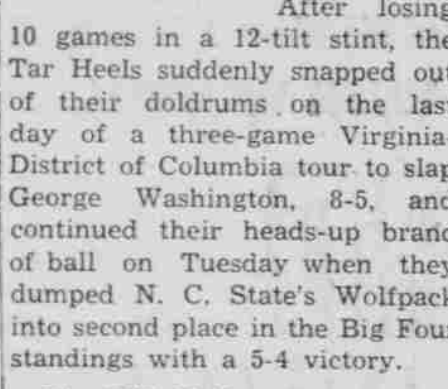 After losing
10 games in a 12-tilt stint, the
Tar Heels suddenly snapped out
of their doldrums on the last
day of a three-game Virginia-
District of Columbia tour to slap
George Washington, 8-5, and
continued their heads-up brand
of ball on Tuesday when they
dumped N. C. State's Wolfpack
into second place in the Big Four
standings with a 5-4 victory.